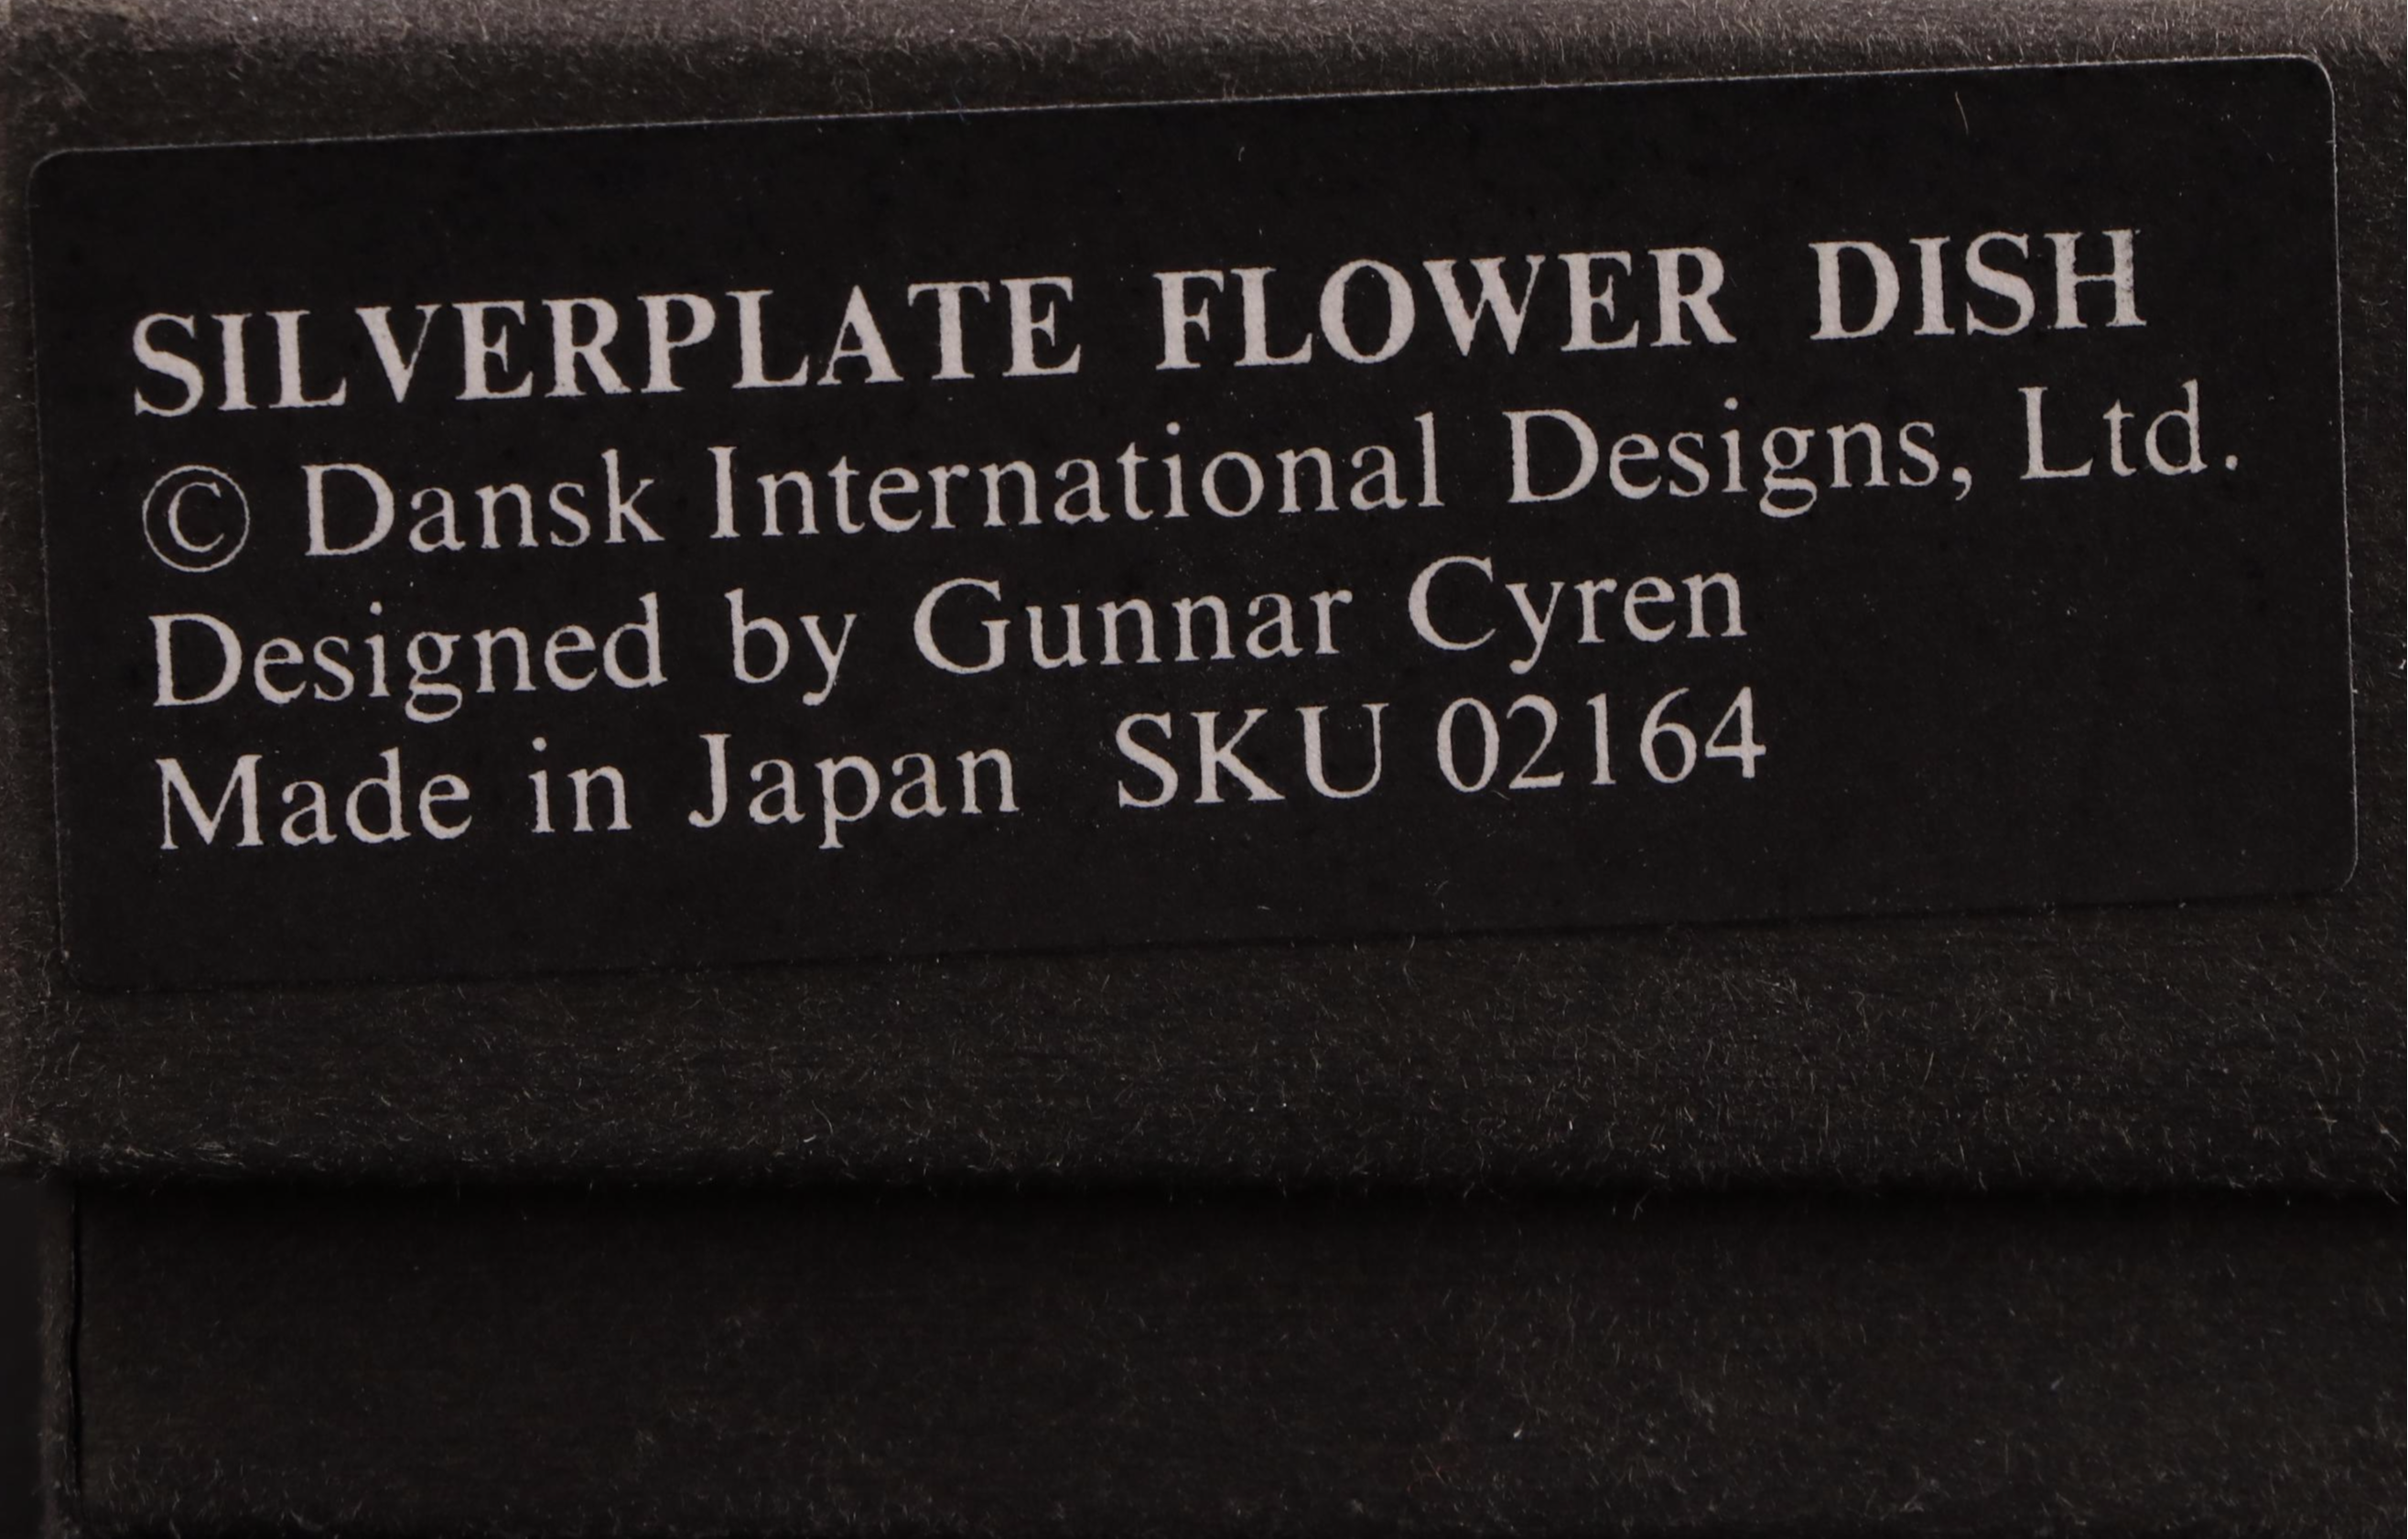 SILVERPLATE FLOWER DISH
© Dansk International Designs, Ltd.
Designed by Gunnar Cyren
Made in Japan SKU 02164